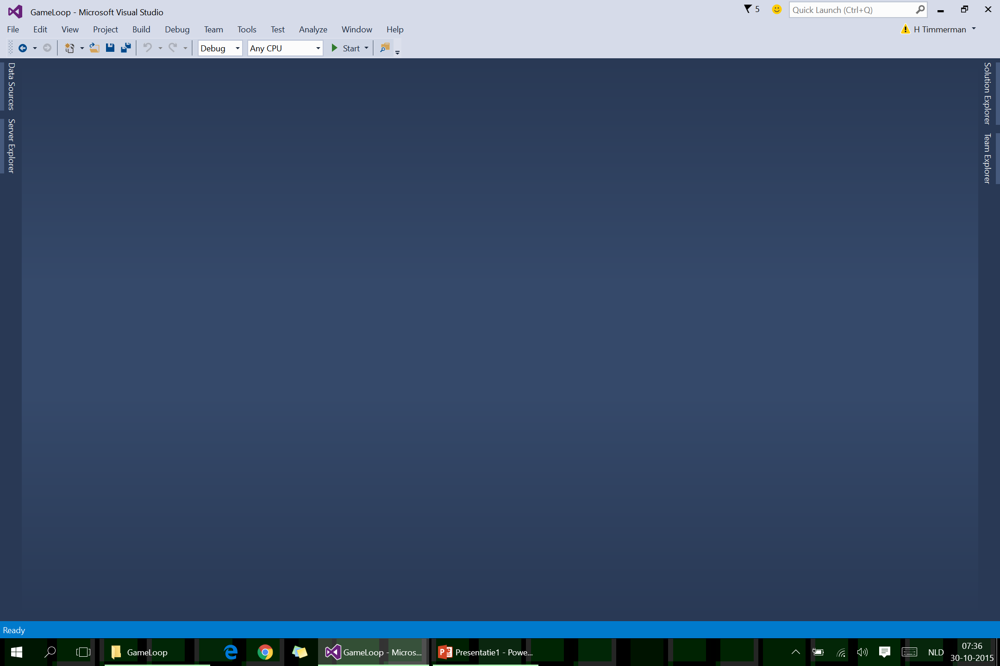 GameLoop - Microsoft Visual Studio
5
Quick Launch (Ctrl+Q)
File Edit View Project Build Debug Team Tools Test Analyze Window Help
H Timmerman
Debug Any CPU Start
Data Sources
Server Explorer
Solution Explorer
Team Explorer
Ready
GameLoop
GameLoop - Micros...
Presentatie1 - Powe...
NLD
07:36
30-10-2015